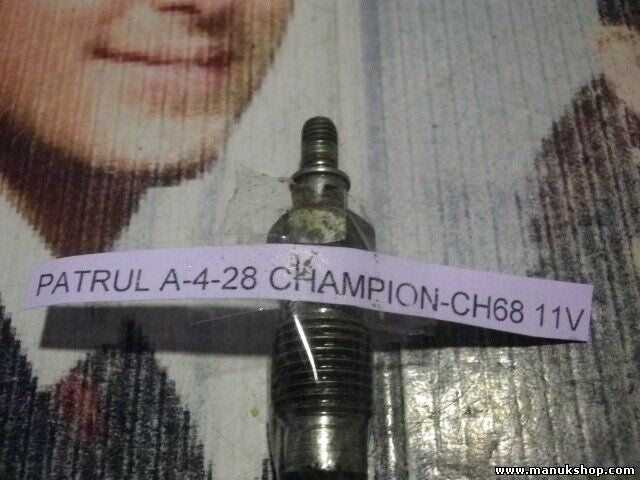 PATRUL A-4-28 CHAMPION-CH68 11V
www.manukshop.com